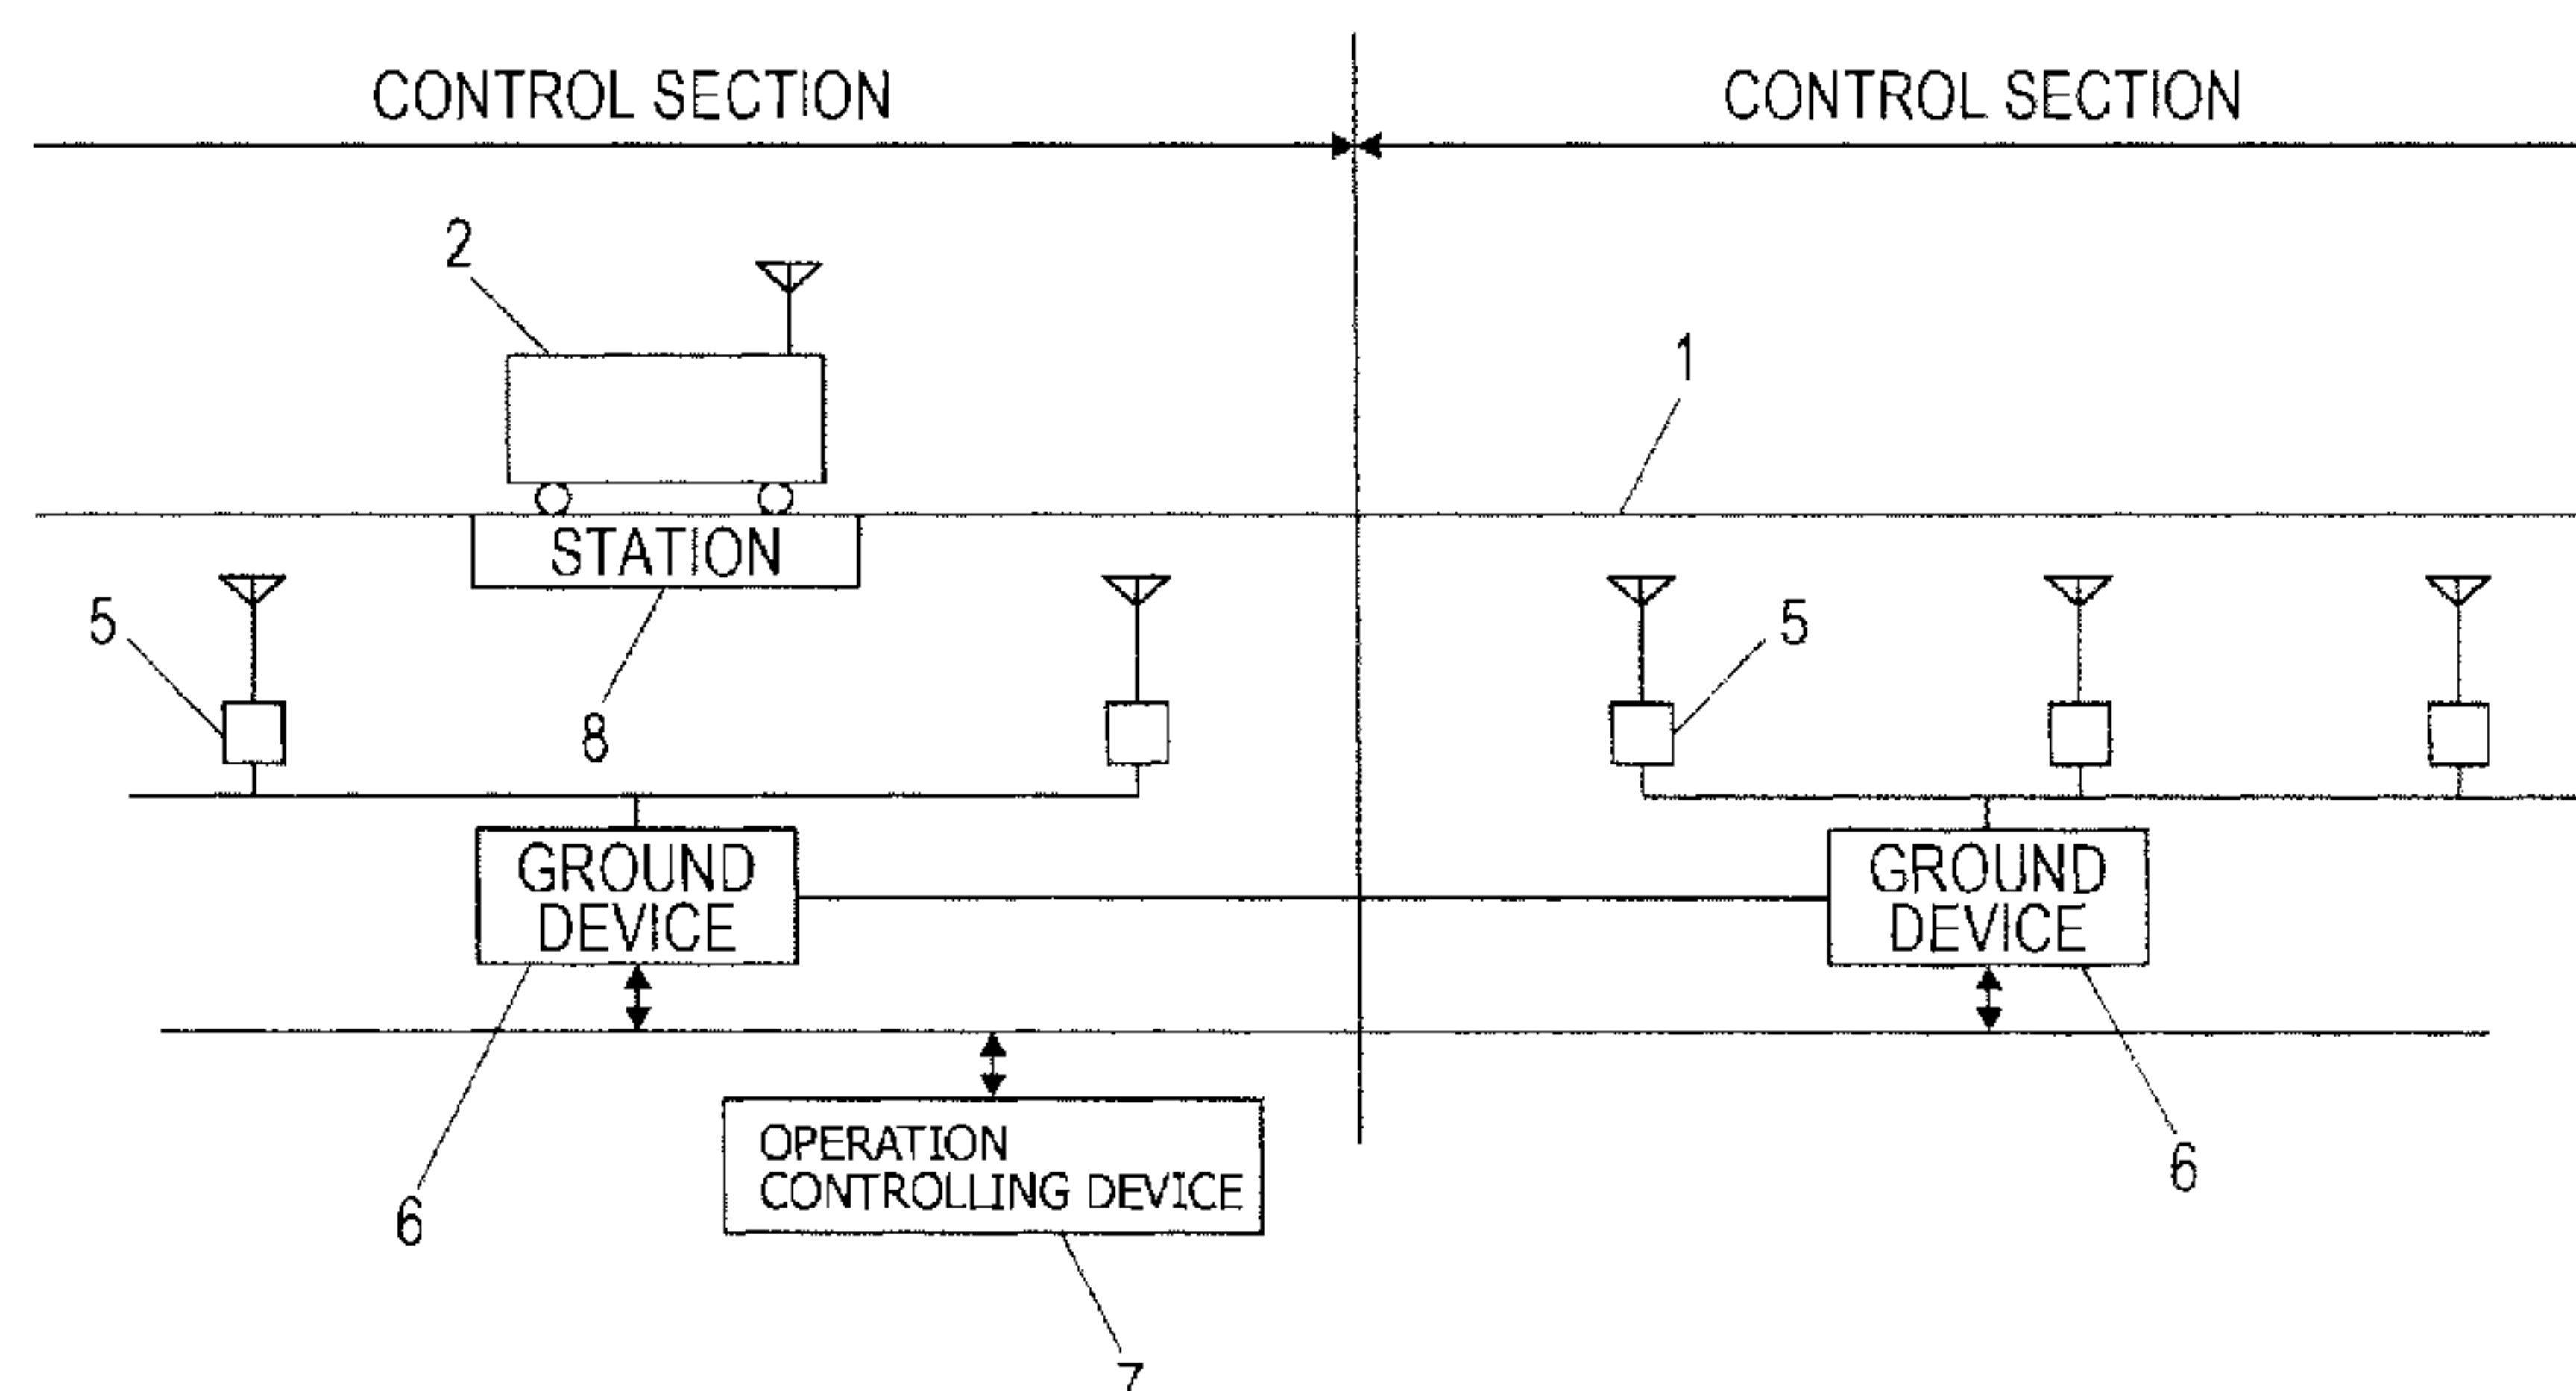 CONTROL SECTION CONTROL SECTION
2
1
STATION
5 5
8
GROUND DEVICE GROUND DEVICE
OPERATION
CONTROLLING DEVICE
6 6
7